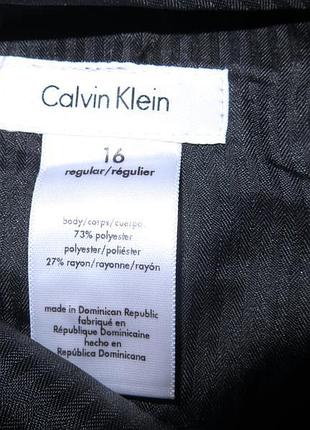 Calvin Klein
16
regular/régulier
body/corps/cuerpo
73% polyester
polyester/poliéster
27% rayon/rayonne/rayón
made in Dominican Republic
fabriqué en
République Dominicaine
hecho en
República Dominicana